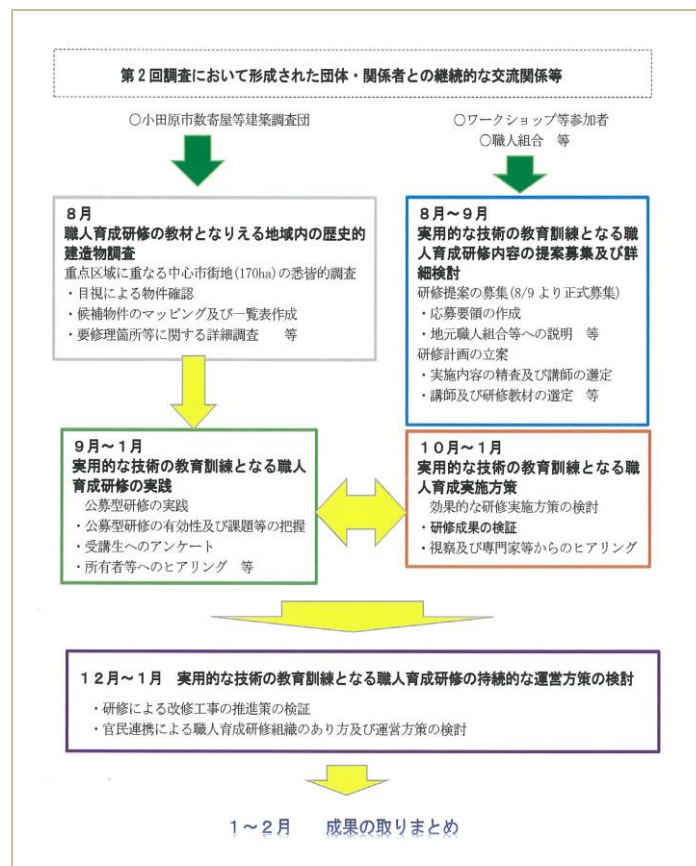 第2回調査において形成された団体・関係者との継続的な交流関係等
○小田原市数寄屋等建築調査団
○ワークショップ等参加者
○職人組合　等
8月
職人育成研修の教材となりえる地域内の歴史的
建造物調査
重点区域に重なる中心市街地(170ha)の悉皆的調査
・目視による物件確認
・候補物件のマッピング及び一覧表作成
・要修理箇所等に関する詳細調査　等
8月～9月
実用的な技術の教育訓練となる職
人育成研修内容の提案募集及び詳
細検討
研修提案の募集(8/9より正式募集)
・応募要領の作成
・地元職人組合等への説明　等
研修計画の立案
・実施内容の精査及び講師の選定
・講師及び研修教材の選定　等
9月～1月
実用的な技術の教育訓練となる職人
育成研修の実践
公募型研修の実践
・公募型研修の有効性及び課題等の把握
・受講生へのアンケート
・所有者等へのヒアリング　等
10月～1月
実用的な技術の教育訓練となる職
人育成実施方策
効果的な研修実施方策の検討
・研修成果の検証
・視察及び専門家等からのヒアリング
12月～1月　実用的な技術の教育訓練となる職人育成研修の持続的な運営方策の検討
・研修による改修工事の推進策の検証
・官民連携による職人育成研修組織のあり方及び運営方策の検討
1～2月　成果の取りまとめ